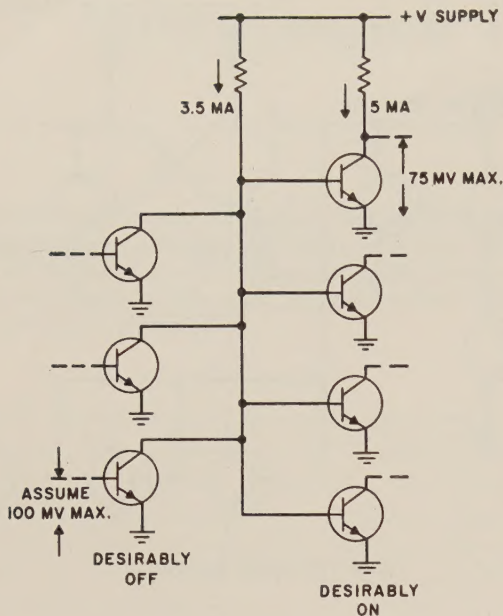 +V SUPPLY
3.5 MA
5 MA
75 MV MAX.
ASSUME
100 MV MAX.
DESIRABLY
OFF
DESIRABLY
ON